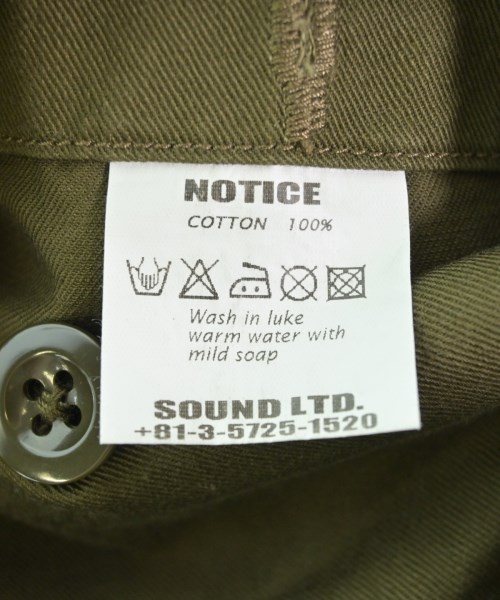 NOTICE
COTTON 100%
Wash in luke
warm water with
mild soap
SOUND LTD.
+81-3-5725-1520